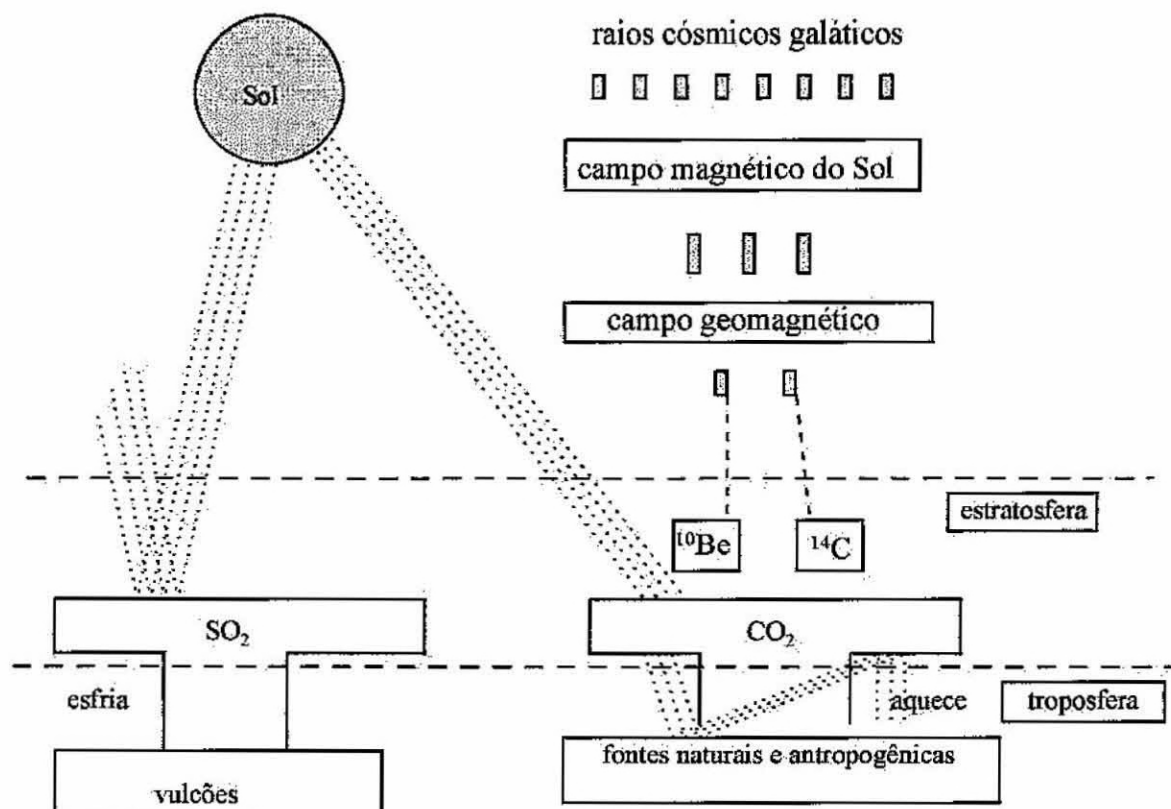 raios cósmicos galáticos
Sol
campo magnético do Sol
campo geomagnético
estratosfera
¹⁰Be
¹⁴C
SO₂
CO₂
esfria
aquece
troposfera
fontes naturais e antropogênicas
vulcões